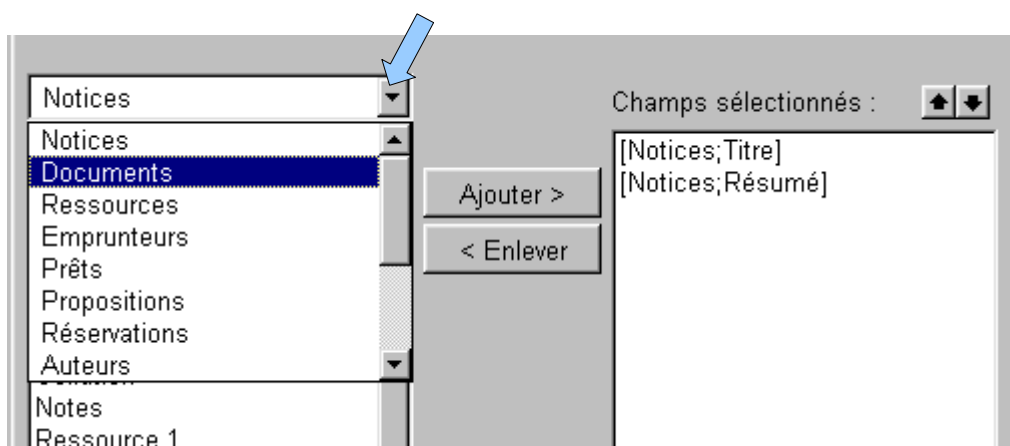 Notices
Notices
Documents
Ressources
Emprunteurs
Prêts
Propositions
Réservations
Auteurs
Notes
Ressource 1
Ajouter >
< Enlever
Champs sélectionnés :
[Notices;Titre]
[Notices;Résumé]